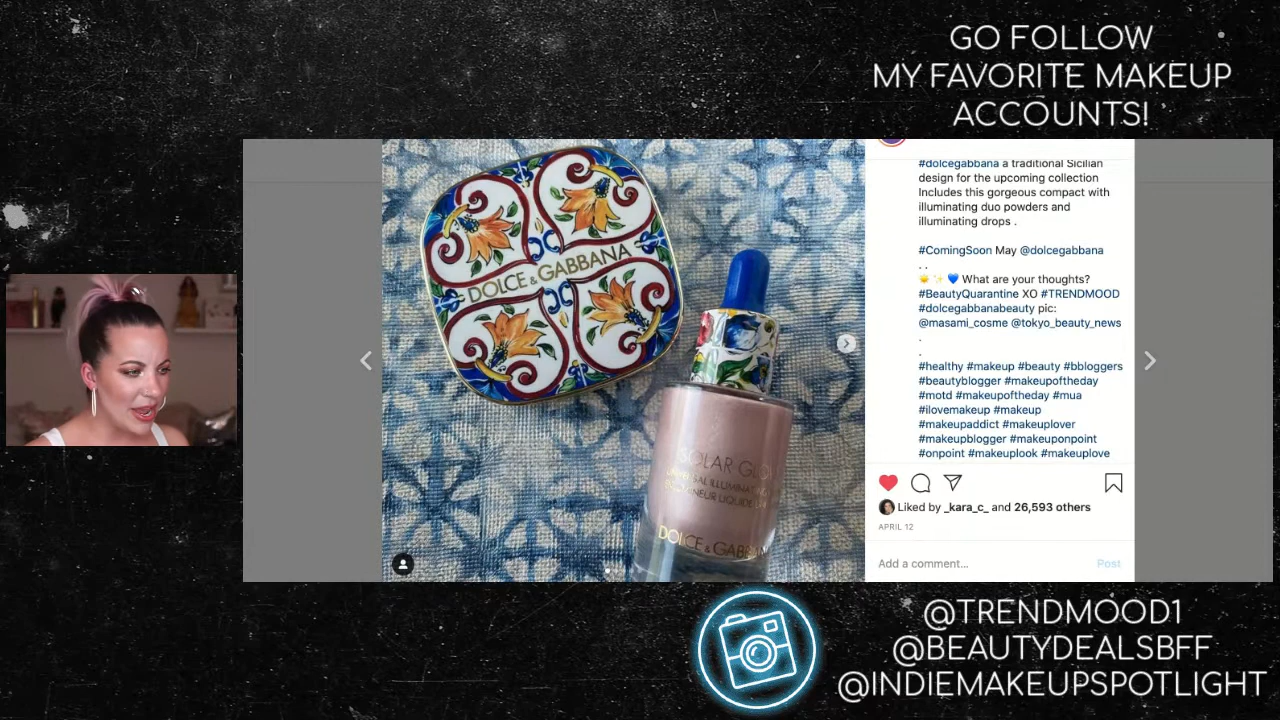 GO FOLLOW
MY FAVORITE MAKEUP
ACCOUNTS!
#dolcegabbana a traditional Sicilian
design for the upcoming collection
Includes this gorgeous compact with
illuminating duo powders and
illuminating drops .
#ComingSoon May @dolcegabbana
. .
What are your thoughts?
#BeautyQuarantine XO #TRENDMOOD
#dolcegabbanabeauty pic:
@masami_cosme @tokyo_beauty_news
.
.
#healthy #makeup #beauty #bbloggers
#beautyblogger #makeupoftheday
#motd #makeupoftheday #mua
#ilovemakeup #makeup
#makeupaddict #makeuplover
#makeupblogger #makeuponpoint
#onpoint #makeuplook #makeuplove
Liked by _kara_c_ and 26,593 others
APRIL 12
Add a comment...
Post
DOLCE & GABBANA
SOLAR GLOW
DOLCE & GABBANA
@TRENDMOOD1
@BEAUTYDEALSBFF
@INDIEMAKEUPSPOTLIGHT